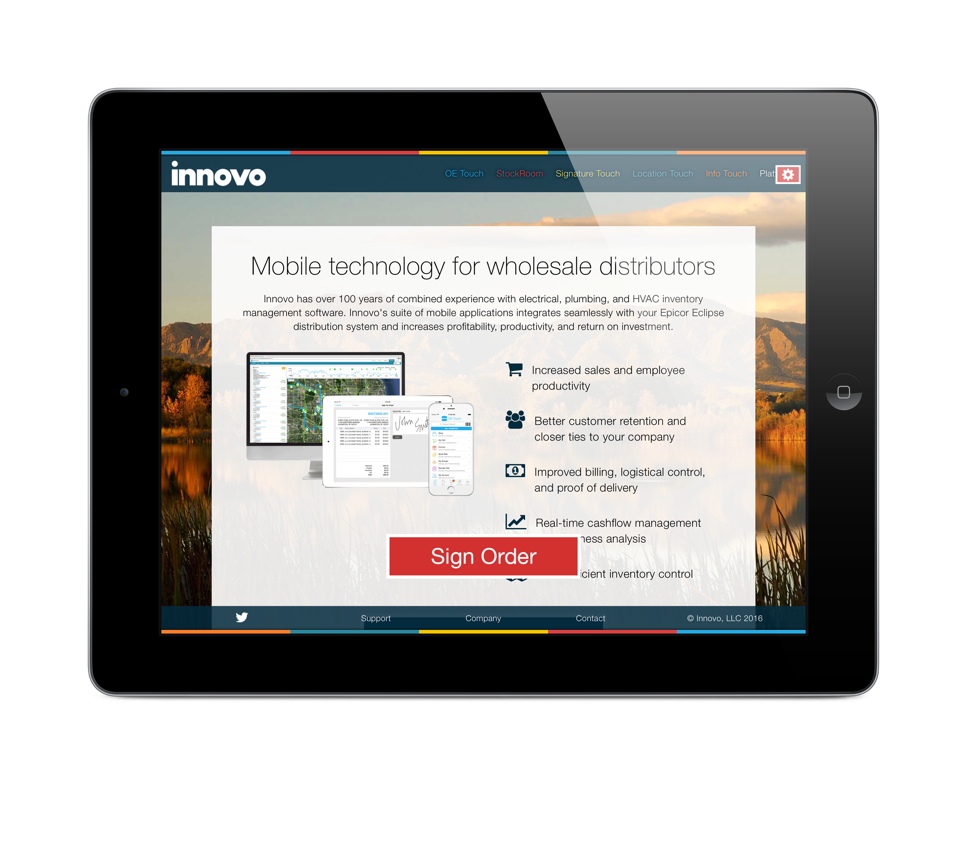 innovo
OE Touch StockRoom Signature Touch Location Touch Info Touch Plat
Mobile technology for wholesale distributors
Innovo has over 100 years of combined experience with electrical, plumbing, and HVAC inventory
management software. Innovo's suite of mobile applications integrates seamlessly with your Epicor Eclipse
distribution system and increases profitability, productivity, and return on investment.
Increased sales and employee
productivity
Better customer retention and
closer ties to your company
Improved billing, logistical control,
and proof of delivery
Real-time cashflow management
ness analysis
Sign Order
cient inventory control
Support Company Contact © Innovo, LLC 2016